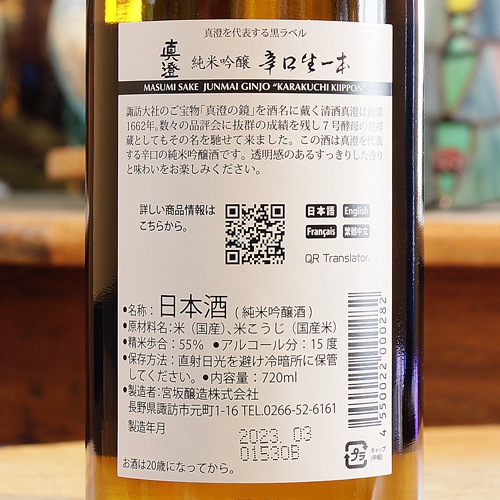 真澄を代表する黒ラベル
真澄 純米吟醸 辛口生一本
MASUMI SAKE JUNMAI GINJO "KARAKUCHI KIIPPON"
諏訪大社のご宝物「真澄の鏡」を酒名に戴く清酒真澄は創業
1662年。数々の品評会に抜群の成績を残し7号酵母の発祥
蔵としてもその名を馳せて来ました。この酒は真澄を代表
する辛口の純米吟醸酒です。透明感のあるすっきりした香り
と味わいをお楽しみください。
詳しい商品情報は
こちらから。
日本語 English
Français 繁體中文
QR Translator.
●名称：日本酒（純米吟醸酒）
●原材料名：米（国産）、米こうじ（国産米）
●精米歩合：55％ ●アルコール分：15度
●保存方法：直射日光を避け冷暗所に保管
してください。●内容量：720ml
●製造者：宮坂醸造株式会社
長野県諏訪市元町1-16 TEL.0266-52-6161
製造年月
2023.03
01530B
お酒は20歳になってから。
4 550022 000282
プラ
キャップ
(中栓)